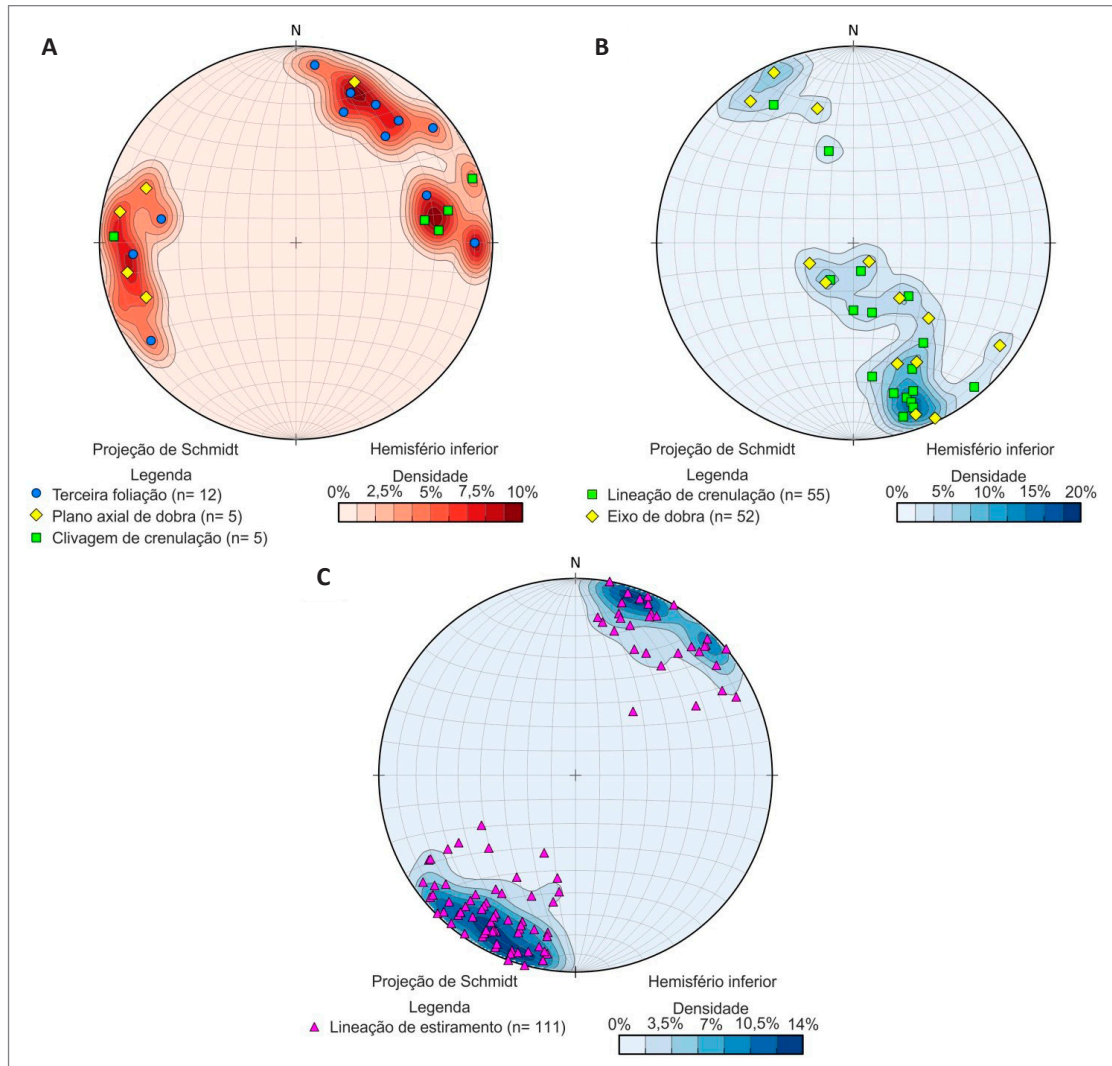 A
N
Projeção de Schmidt
Hemisfério inferior
Legenda
Terceira foliação (n= 12)
Plano axial de dobra (n= 5)
Clivagem de crenulação (n= 5)
Densidade
0% 2,5% 5% 7.5% 10%
B
N
Projeção de Schmidt
Hemisfério inferior
Legenda
Lineação de crenulação (n= 55)
Eixo de dobra (n= 52)
Densidade
0% 5% 10% 15% 20%
C
N
Projeção de Schmidt
Hemisfério inferior
Legenda
Lineação de estiramento (n= 111)
Densidade
0% 3,5% 7% 10,5% 14%